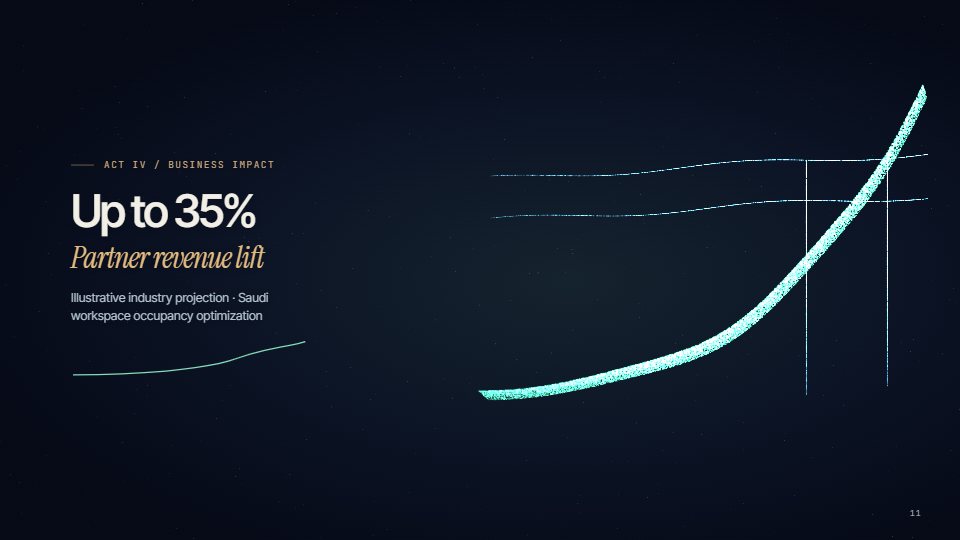 ACT IV / BUSINESS IMPACT
Up to 35%
Partner revenue lift
Illustrative industry projection · Saudi
workspace occupancy optimization
11